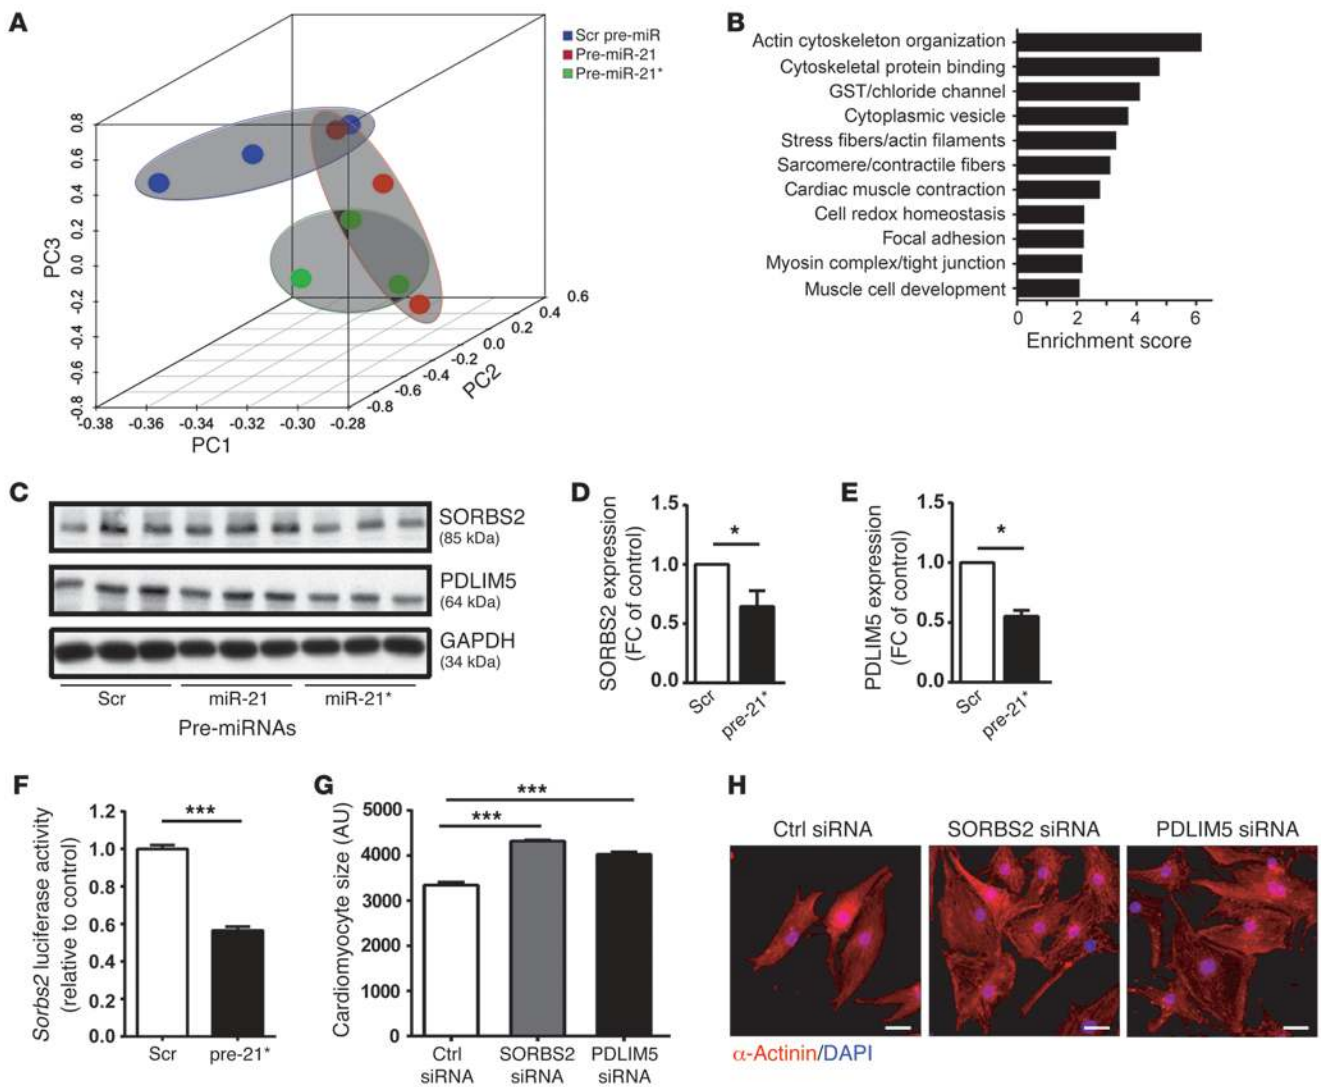 A
Scr pre-miR
Pre-miR-21
Pre-miR-21*
0.8
0.6
0.4
0.2
0.0
-0.2
-0.4
-0.6
-0.8
PC3
-0.38
-0.36
-0.34
-0.32
-0.30
-0.28
PC1
-0.8
-0.6
-0.4
-0.2
0.0
0.2
0.4
0.6
PC2
B
Actin cytoskeleton organization
Cytoskeletal protein binding
GST/chloride channel
Cytoplasmic vesicle
Stress fibers/actin filaments
Sarcomere/contractile fibers
Cardiac muscle contraction
Cell redox homeostasis
Focal adhesion
Myosin complex/tight junction
Muscle cell development
0 2 4 6
Enrichment score
C
SORBS2
(85 kDa)
PDLIM5
(64 kDa)
GAPDH
(34 kDa)
Scr miR-21 miR-21*
Pre-miRNAs
D
SORBS2 expression
(FC of control)
1.5
1.0
0.5
0.0
*
Scr
pre-21*
E
PDLIM5 expression
(FC of control)
1.5
1.0
0.5
0.0
*
Scr
pre-21*
F
Sorbs2 luciferase activity
(relative to control)
1.2
1.0
0.8
0.6
0.4
0.2
0.0
***
Scr
pre-21*
G
Cardiomyocyte size (AU)
5000
4000
3000
2000
1000
0
***
***
Ctrl
siRNA
SORBS2
siRNA
PDLIM5
siRNA
H
Ctrl siRNA
SORBS2 siRNA
PDLIM5 siRNA
α-Actinin/DAPI